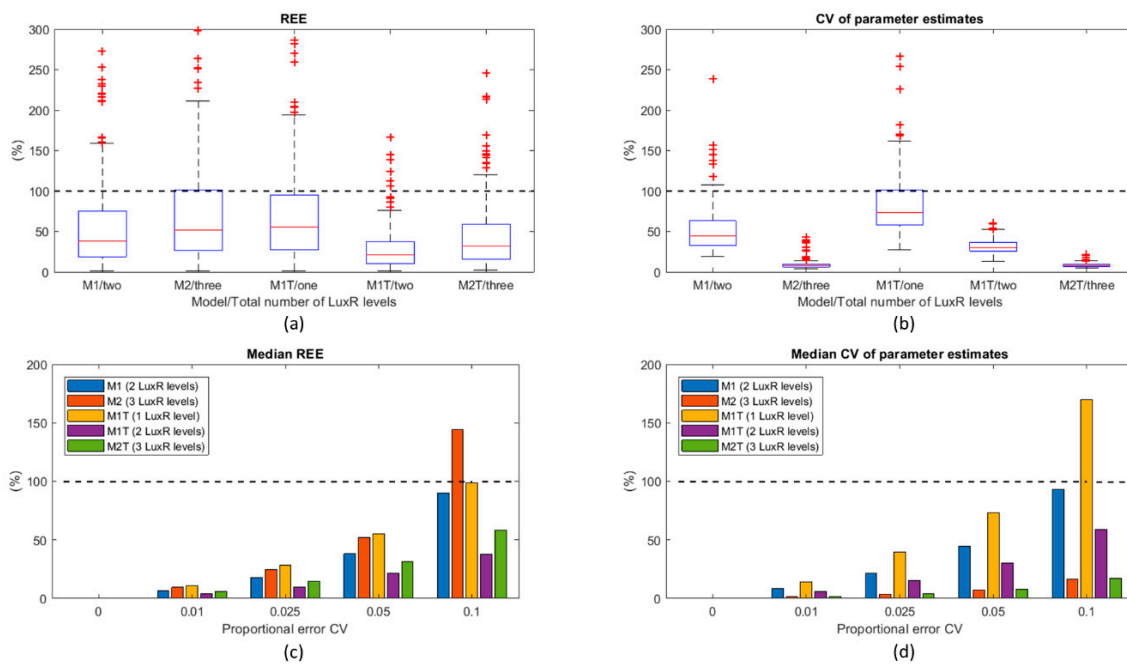 REE
300
250
200
150
100
50
0
(%)
M1/two
M2/three
M1T/one
M1T/two
M2T/three
Model/Total number of LuxR levels
(a)
CV of parameter estimates
300
250
200
150
100
50
0
(%)
M1/two
M2/three
M1T/one
M1T/two
M2T/three
Model/Total number of LuxR levels
(b)
Median REE
200
150
100
50
0
(%)
M1 (2 LuxR levels)
M2 (3 LuxR levels)
M1T (1 LuxR level)
M1T (2 LuxR levels)
M2T (3 LuxR levels)
0
0.01
0.025
0.05
0.1
Proportional error CV
(c)
Median CV of parameter estimates
200
150
100
50
0
(%)
M1 (2 LuxR levels)
M2 (3 LuxR levels)
M1T (1 LuxR level)
M1T (2 LuxR levels)
M2T (3 LuxR levels)
0
0.01
0.025
0.05
0.1
Proportional error CV
(d)